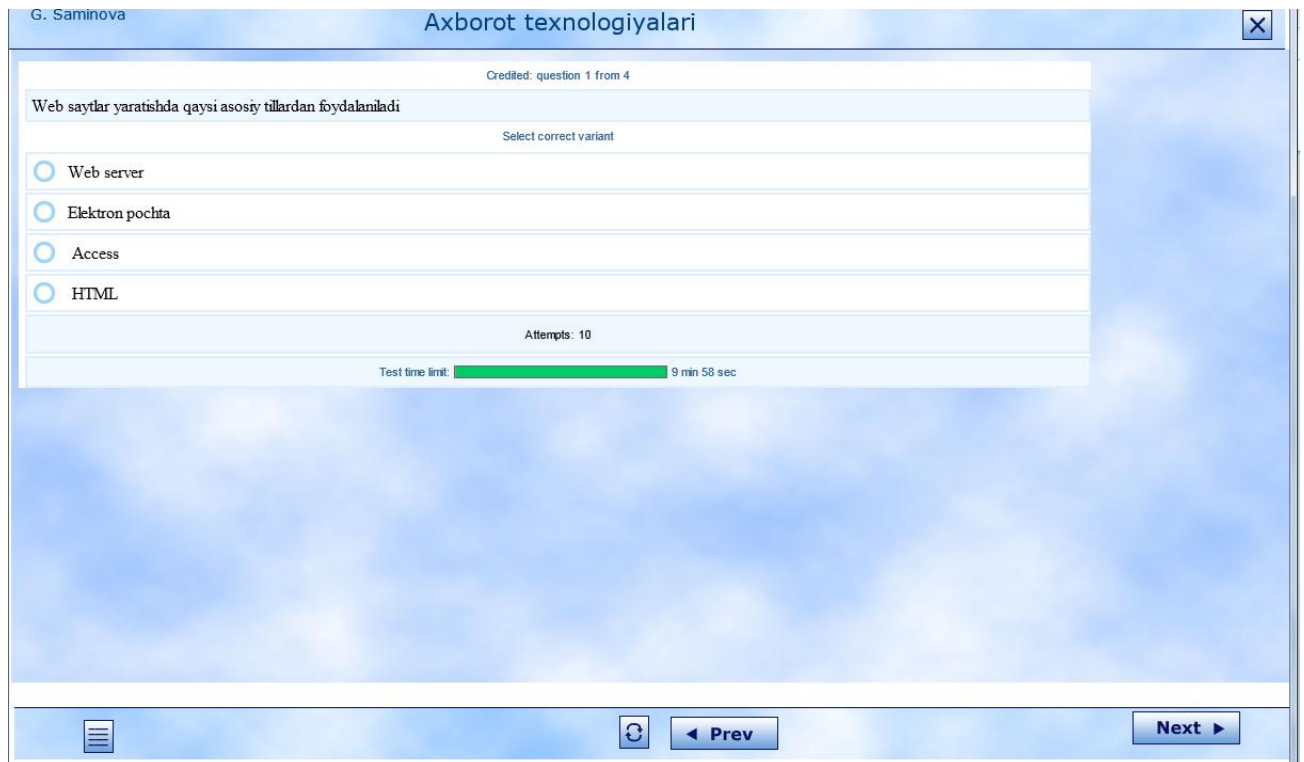 G. Saminova
Axborot texnologiyalari
Credited: question 1 from 4
Web saytlar yaratishda qaysi asosiy tillardan foydalaniladi
Select correct variant
Web server
Elektron pochta
Access
HTML
Attempts: 10
Test time limit: 9 min 58 sec
Prev
Next